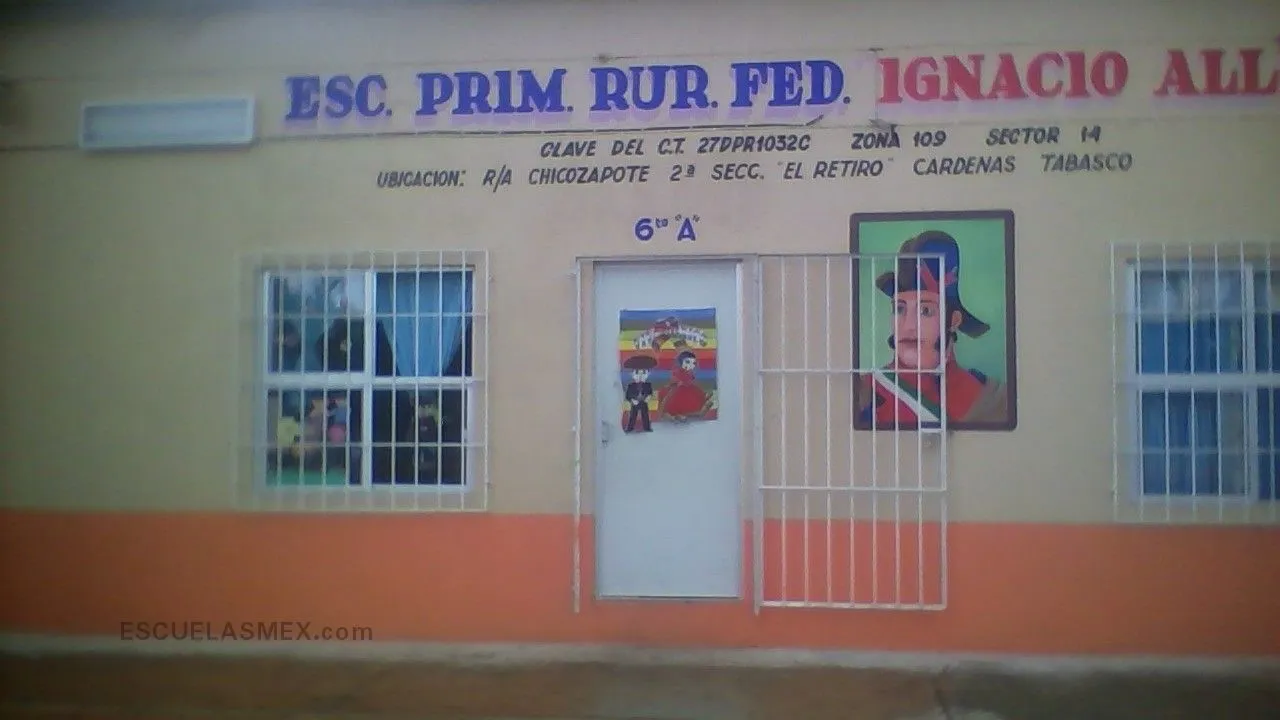 ESC. PRIM. RUR. FED. IGNACIO ALL
CLAVE DEL C.T. 27DPR1032C ZONA 109 SECTOR 14
UBICACION: R/A CHICOZAPOTE 2ª SECC. "EL RETIRO" CARDENAS TABASCO
6to "A"
ESCUELASMEX.com